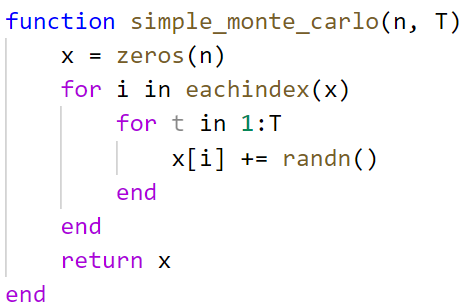 function simple_monte_carlo(n, T)
    x = zeros(n)
    for i in eachindex(x)
        for t in 1:T
            x[i] += randn()
        end
    end
    return x
end